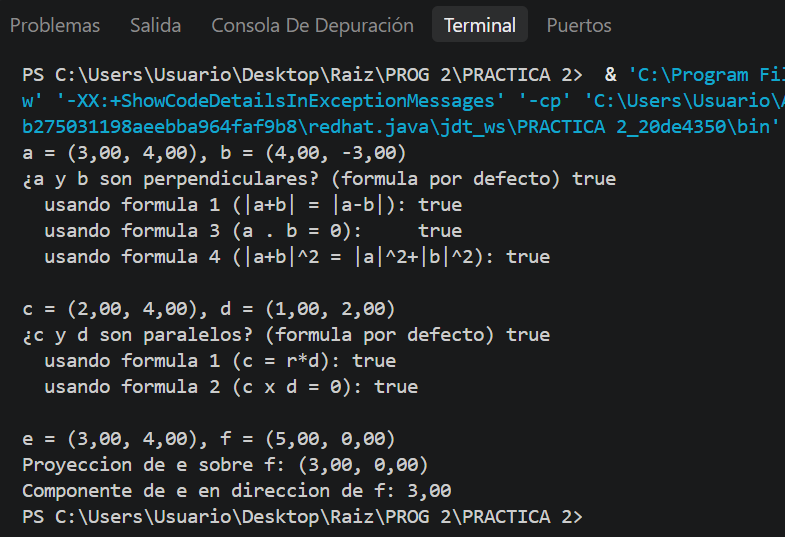 Problemas Salida Consola De Depuración Terminal Puertos
PS C:\Users\Usuario\Desktop\Raiz\PROG 2\PRACTICA 2>  & 'C:\Program Fi
w' '-XX:+ShowCodeDetailsInExceptionMessages' '-cp' 'C:\Users\Usuario\
b275031198aeebba964faf9b8\redhat.java\jdt_ws\PRACTICA 2_20de4350\bin'
a = (3,00, 4,00), b = (4,00, -3,00)
¿a y b son perpendiculares? (formula por defecto) true
  usando formula 1 (|a+b| = |a-b|): true
  usando formula 3 (a . b = 0):     true
  usando formula 4 (|a+b|^2 = |a|^2+|b|^2): true
c = (2,00, 4,00), d = (1,00, 2,00)
¿c y d son paralelos? (formula por defecto) true
  usando formula 1 (c = r*d): true
  usando formula 2 (c x d = 0): true
e = (3,00, 4,00), f = (5,00, 0,00)
Proyeccion de e sobre f: (3,00, 0,00)
Componente de e en direccion de f: 3,00
PS C:\Users\Usuario\Desktop\Raiz\PROG 2\PRACTICA 2>